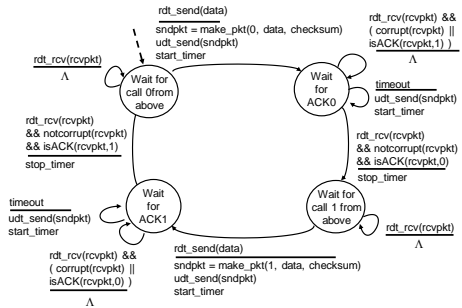 rdt_send(data)
sndpkt = make_pkt(0, data, checksum)
udt_send(sndpkt)
start_timer
rdt_rcv(rcvpkt) &&
( corrupt(rcvpkt) ||
isACK(rcvpkt,1) )
Λ
rdt_rcv(rcvpkt)
Λ
Wait for
call 0from
above
Wait
for
ACK0
timeout
udt_send(sndpkt)
start_timer
rdt_rcv(rcvpkt)
&& notcorrupt(rcvpkt)
&& isACK(rcvpkt,1)
stop_timer
rdt_rcv(rcvpkt)
&& notcorrupt(rcvpkt)
&& isACK(rcvpkt,0)
stop_timer
timeout
udt_send(sndpkt)
start_timer
Wait
for
ACK1
Wait for
call 1 from
above
rdt_rcv(rcvpkt)
Λ
rdt_rcv(rcvpkt) &&
( corrupt(rcvpkt) ||
isACK(rcvpkt,0) )
Λ
rdt_send(data)
sndpkt = make_pkt(1, data, checksum)
udt_send(sndpkt)
start_timer